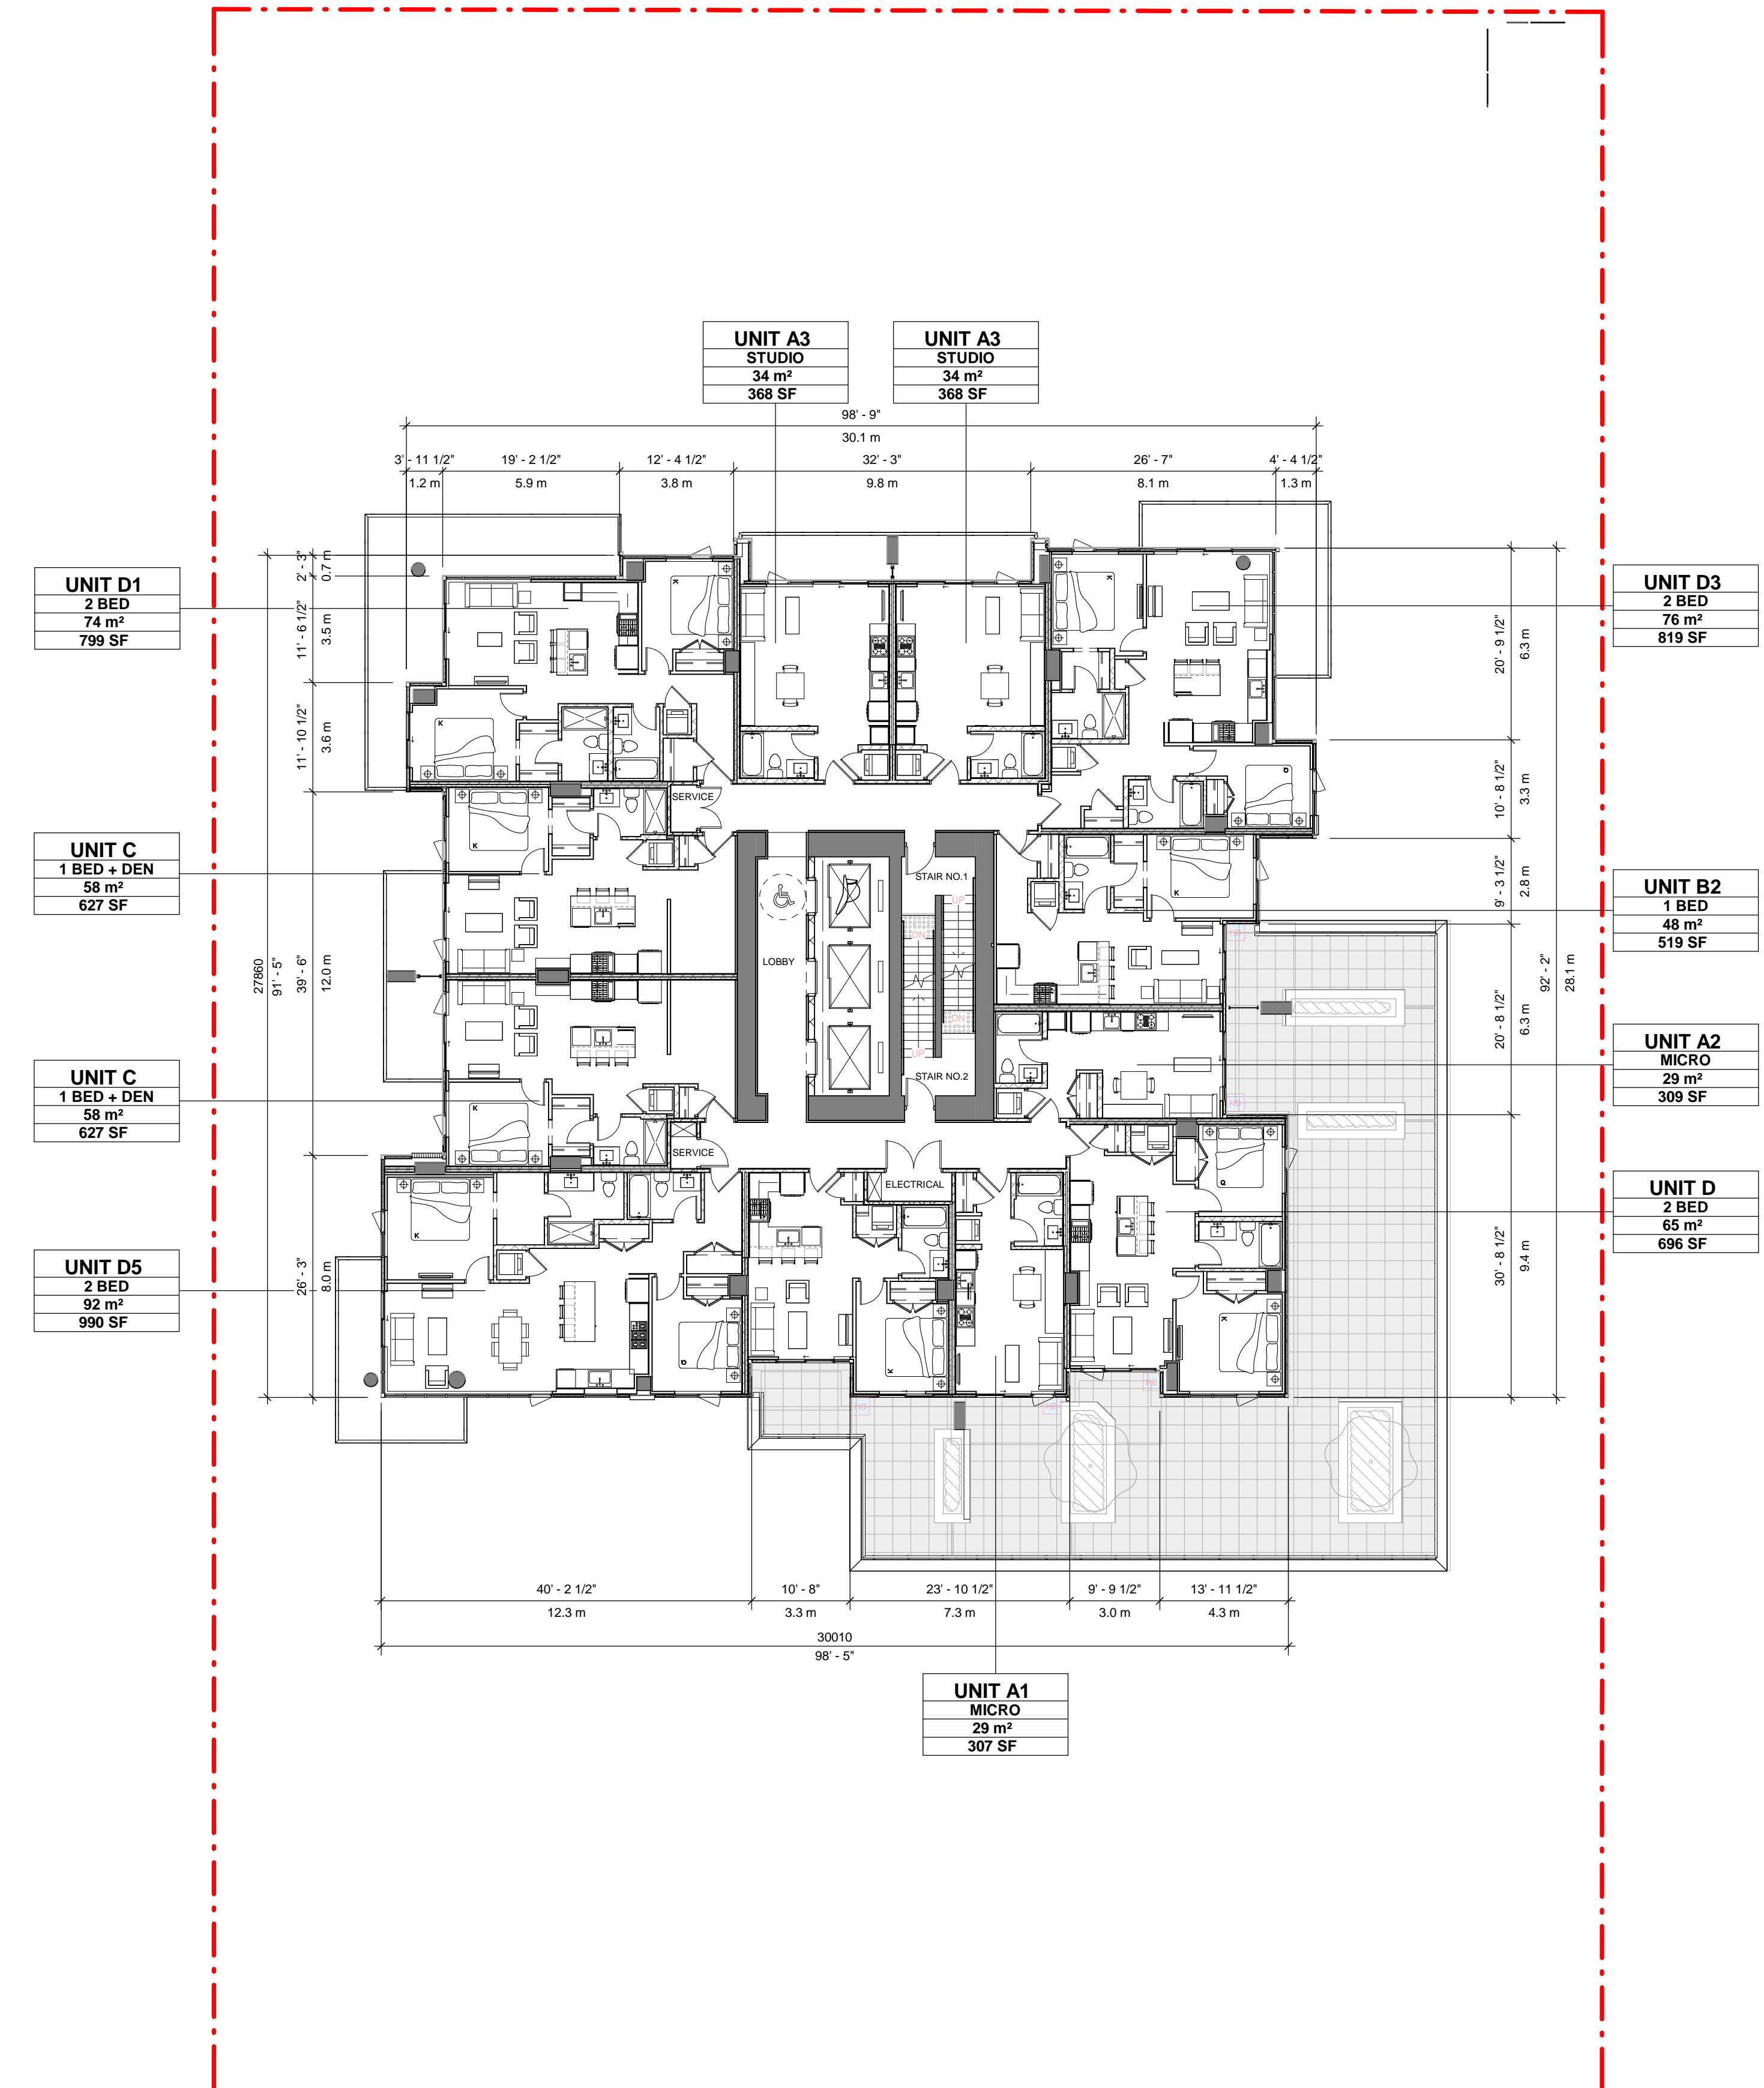 UNIT A3
STUDIO
34 m²
368 SF
UNIT A3
STUDIO
34 m²
368 SF
98' - 9"
30.1 m
3' - 11 1/2"
19' - 2 1/2"
12' - 4 1/2"
32' - 3"
26' - 7"
4' - 4 1/2"
1.2 m
5.9 m
3.8 m
9.8 m
8.1 m
1.3 m
UNIT D1
2 BED
74 m²
799 SF
UNIT C
1 BED + DEN
58 m²
627 SF
UNIT C
1 BED + DEN
58 m²
627 SF
UNIT D5
2 BED
92 m²
990 SF
27860
91' - 5"
2' - 3"
0.7 m
11' - 6 1/2"
3.5 m
11' - 10 1/2"
3.6 m
39' - 6"
12.0 m
26' - 3"
8.0 m
K
K
K
Q
SERVICE
K
K
LOBBY
STAIR NO.1
UP
DN
DN
UP
STAIR NO.2
K
K
SERVICE
ELECTRICAL
Q
K
Q
K
K
HB
HB
HB
HB
HB
20' - 9 1/2"
6.3 m
10' - 8 1/2"
3.3 m
9' - 3 1/2"
2.8 m
20' - 8 1/2"
6.3 m
30' - 8 1/2"
9.4 m
92' - 2"
28.1 m
UNIT D3
2 BED
76 m²
819 SF
UNIT B2
1 BED
48 m²
519 SF
UNIT A2
MICRO
29 m²
309 SF
UNIT D
2 BED
65 m²
696 SF
40' - 2 1/2"
10' - 8"
23' - 10 1/2"
9' - 9 1/2"
13' - 11 1/2"
12.3 m
3.3 m
7.3 m
3.0 m
4.3 m
30010
98' - 5"
UNIT A1
MICRO
29 m²
307 SF